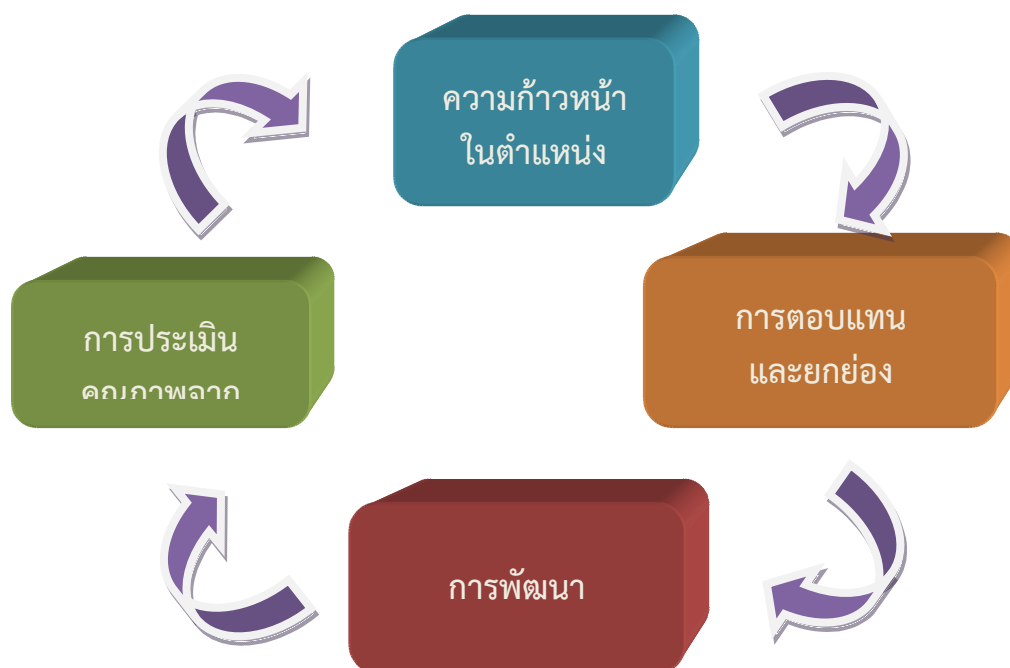 ความก้าวหน้า
ในตำแหน่ง
การตอบแทน
และยกย่อง
การประเมิน
การพัฒนา